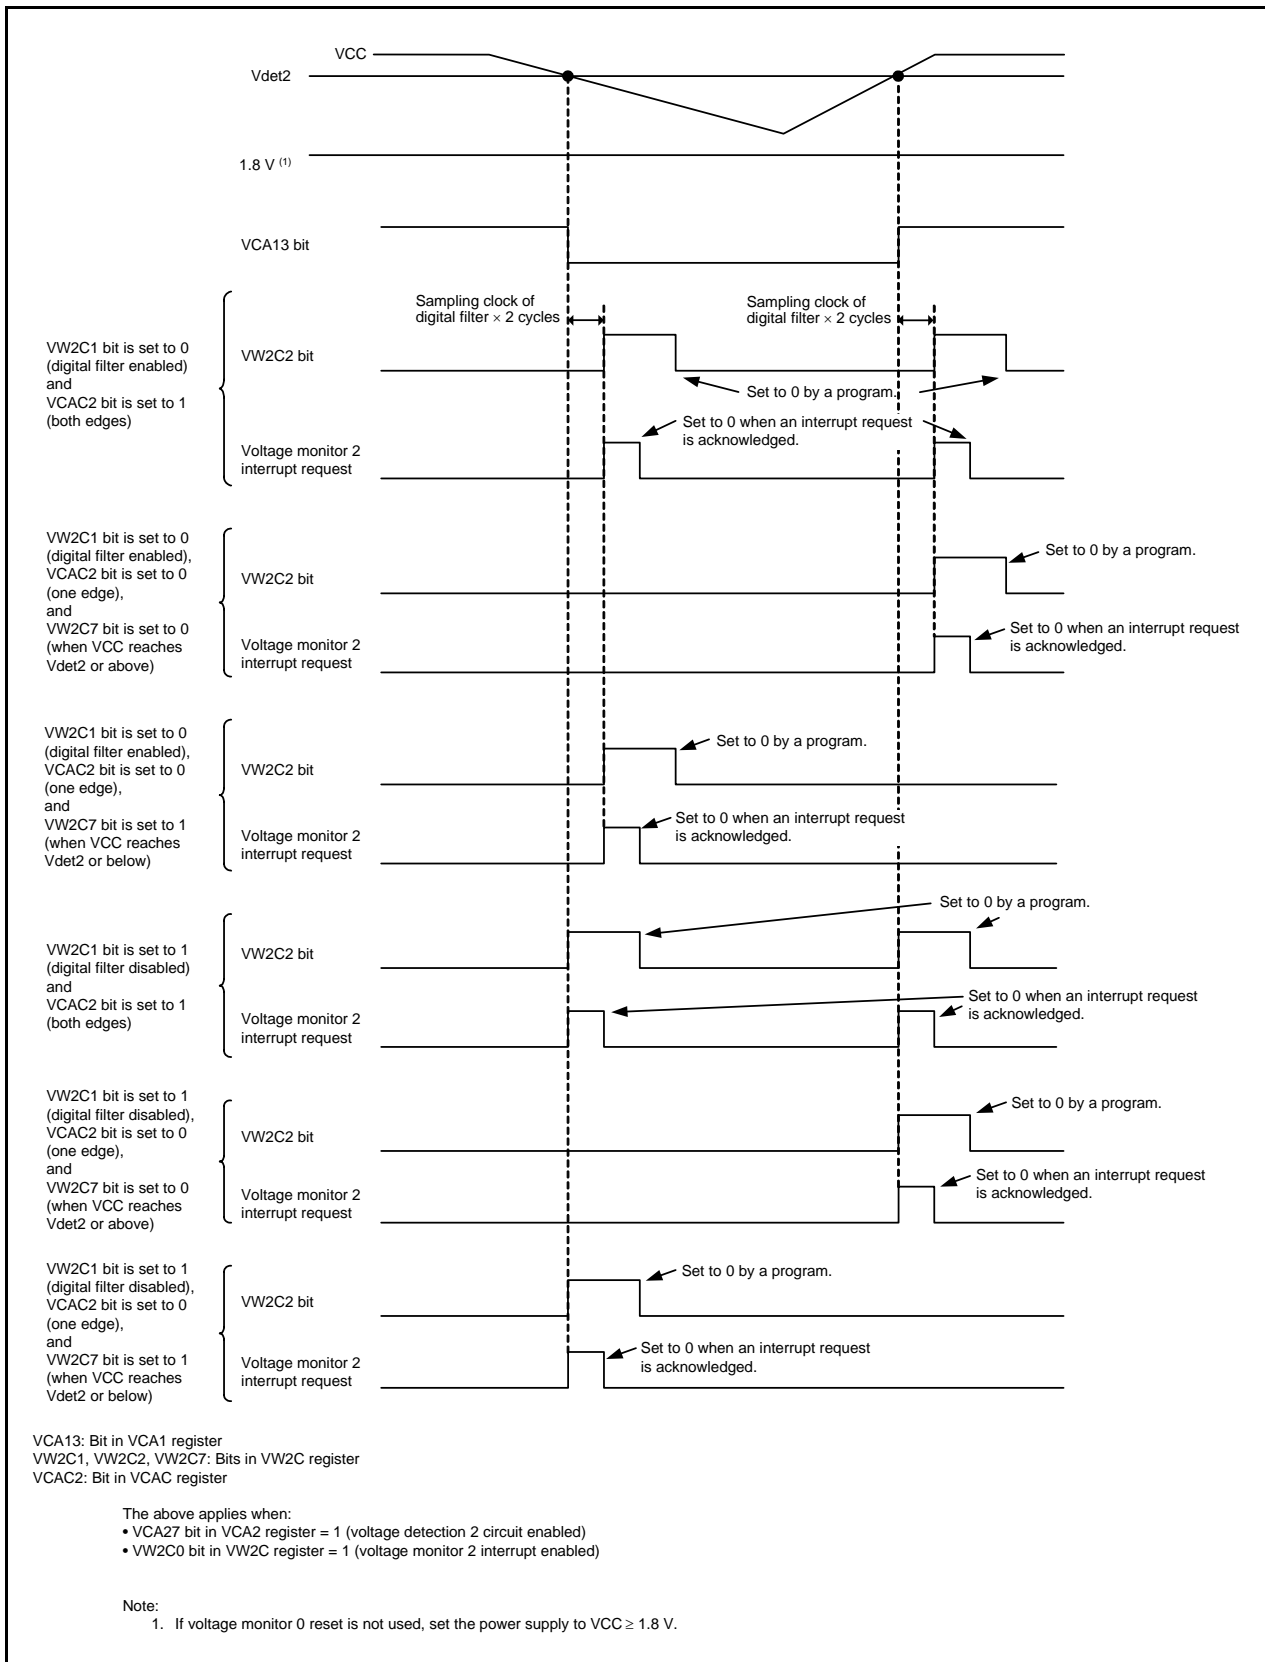 VCC
Vdet2
1.8 V (1)
VCA13 bit
Sampling clock of
digital filter × 2 cycles
Sampling clock of
digital filter × 2 cycles
VW2C1 bit is set to 0
(digital filter enabled)
and
VCAC2 bit is set to 1
(both edges)
VW2C2 bit
Set to 0 by a program.
Set to 0 when an interrupt request
is acknowledged.
Voltage monitor 2
interrupt request
VW2C1 bit is set to 0
(digital filter enabled),
VCAC2 bit is set to 0
(one edge),
and
VW2C7 bit is set to 0
(when VCC reaches
Vdet2 or above)
VW2C2 bit
Set to 0 by a program.
Voltage monitor 2
interrupt request
Set to 0 when an interrupt request
is acknowledged.
VW2C1 bit is set to 0
(digital filter enabled),
VCAC2 bit is set to 0
(one edge),
and
VW2C7 bit is set to 1
(when VCC reaches
Vdet2 or below)
VW2C2 bit
Set to 0 by a program.
Voltage monitor 2
interrupt request
Set to 0 when an interrupt request
is acknowledged.
VW2C1 bit is set to 1
(digital filter disabled)
and
VCAC2 bit is set to 1
(both edges)
VW2C2 bit
Set to 0 by a program.
Voltage monitor 2
interrupt request
Set to 0 when an interrupt request
is acknowledged.
VW2C1 bit is set to 1
(digital filter disabled),
VCAC2 bit is set to 0
(one edge),
and
VW2C7 bit is set to 0
(when VCC reaches
Vdet2 or above)
VW2C2 bit
Set to 0 by a program.
Voltage monitor 2
interrupt request
Set to 0 when an interrupt request
is acknowledged.
VW2C1 bit is set to 1
(digital filter disabled),
VCAC2 bit is set to 0
(one edge),
and
VW2C7 bit is set to 1
(when VCC reaches
Vdet2 or below)
VW2C2 bit
Set to 0 by a program.
Voltage monitor 2
interrupt request
Set to 0 when an interrupt request
is acknowledged.
VCA13: Bit in VCA1 register
VW2C1, VW2C2, VW2C7: Bits in VW2C register
VCAC2: Bit in VCAC register
The above applies when:
• VCA27 bit in VCA2 register = 1 (voltage detection 2 circuit enabled)
• VW2C0 bit in VW2C register = 1 (voltage monitor 2 interrupt enabled)
Note:
1. If voltage monitor 0 reset is not used, set the power supply to VCC ≥ 1.8 V.